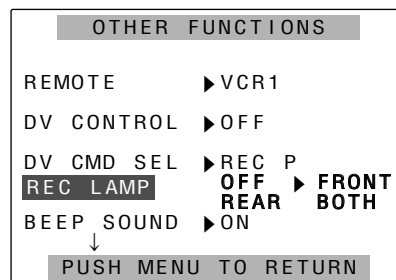 OTHER FUNCTIONS
REMOTE ▶VCR1
DV CONTROL ▶OFF
DV CMD SEL ▶REC P
REC LAMP OFF ▶ FRONT
REAR BOTH
BEEP SOUND ▶ON
↓
PUSH MENU TO RETURN